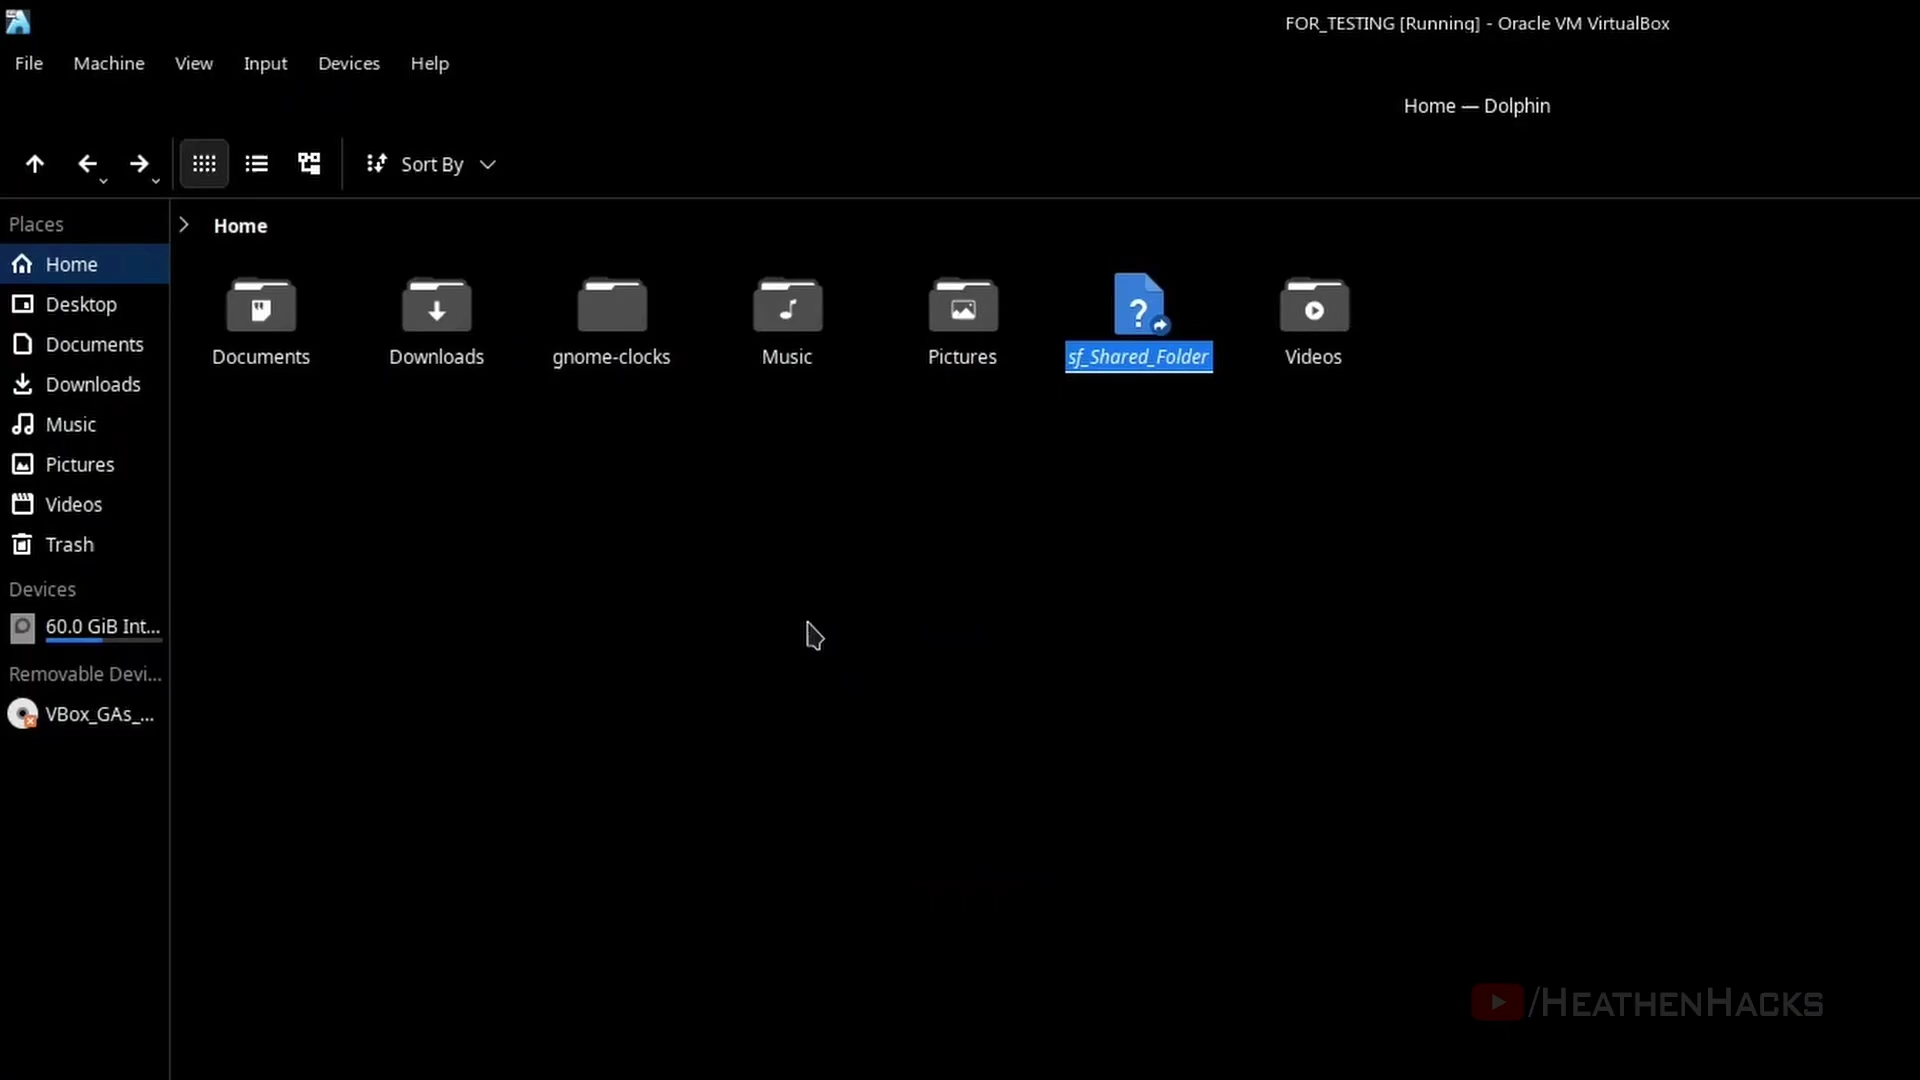 FOR_TESTING [Running] - Oracle VM VirtualBox
File Machine View Input Devices Help
Home — Dolphin
Sort By
Places
Home
Home
Desktop
Documents
Downloads
Music
Pictures
Videos
Trash
Devices
60.0 GiB Int...
Removable Devi...
VBox_GAs_...
Documents Downloads gnome-clocks Music Pictures sf_Shared_Folder Videos
/HEATHENHACKS